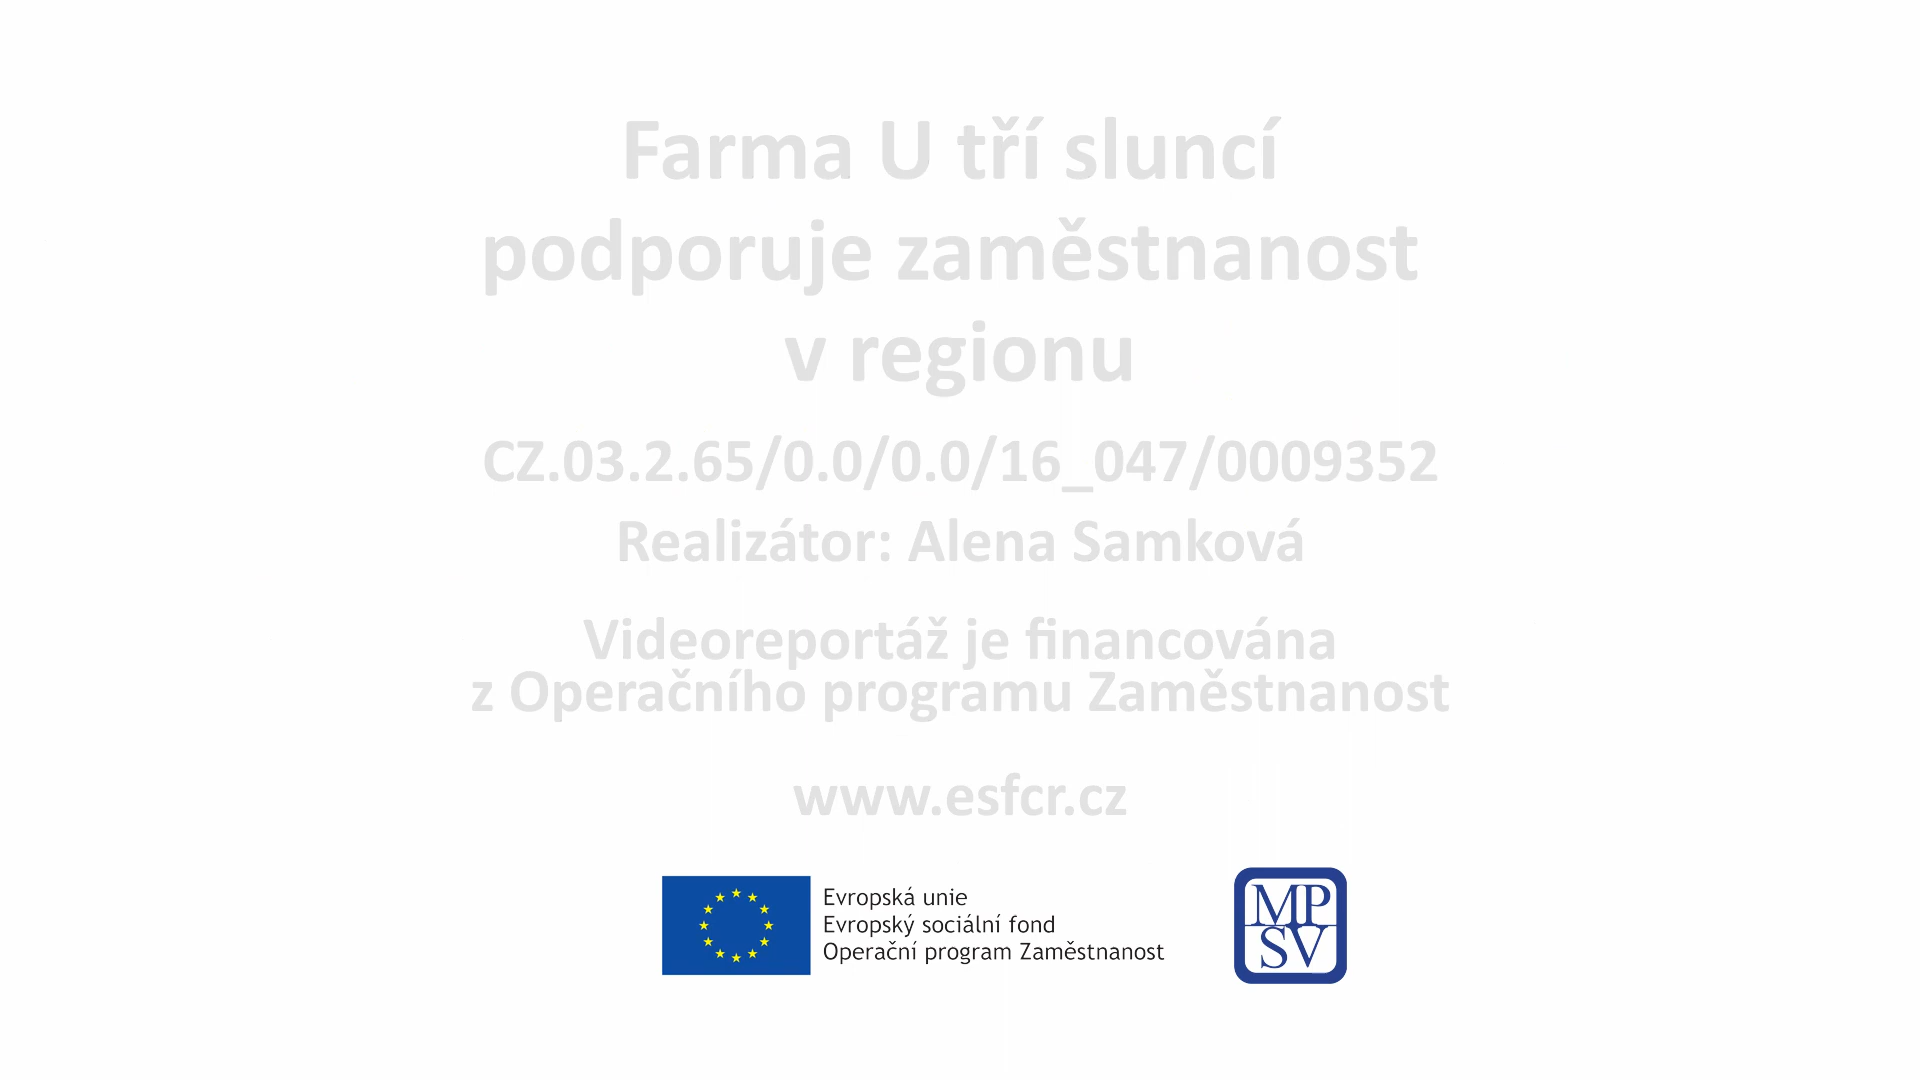 Farma U tří sluncí
podporuje zaměstnanost
v regionu
CZ.03.2.65/0.0/0.0/16_047/0009352
Realizátor: Alena Samková
Videoreportáž je financována
z Operačního programu Zaměstnanost
www.esfcr.cz
Evropská unie
Evropský sociální fond
Operační program Zaměstnanost
MP
SV